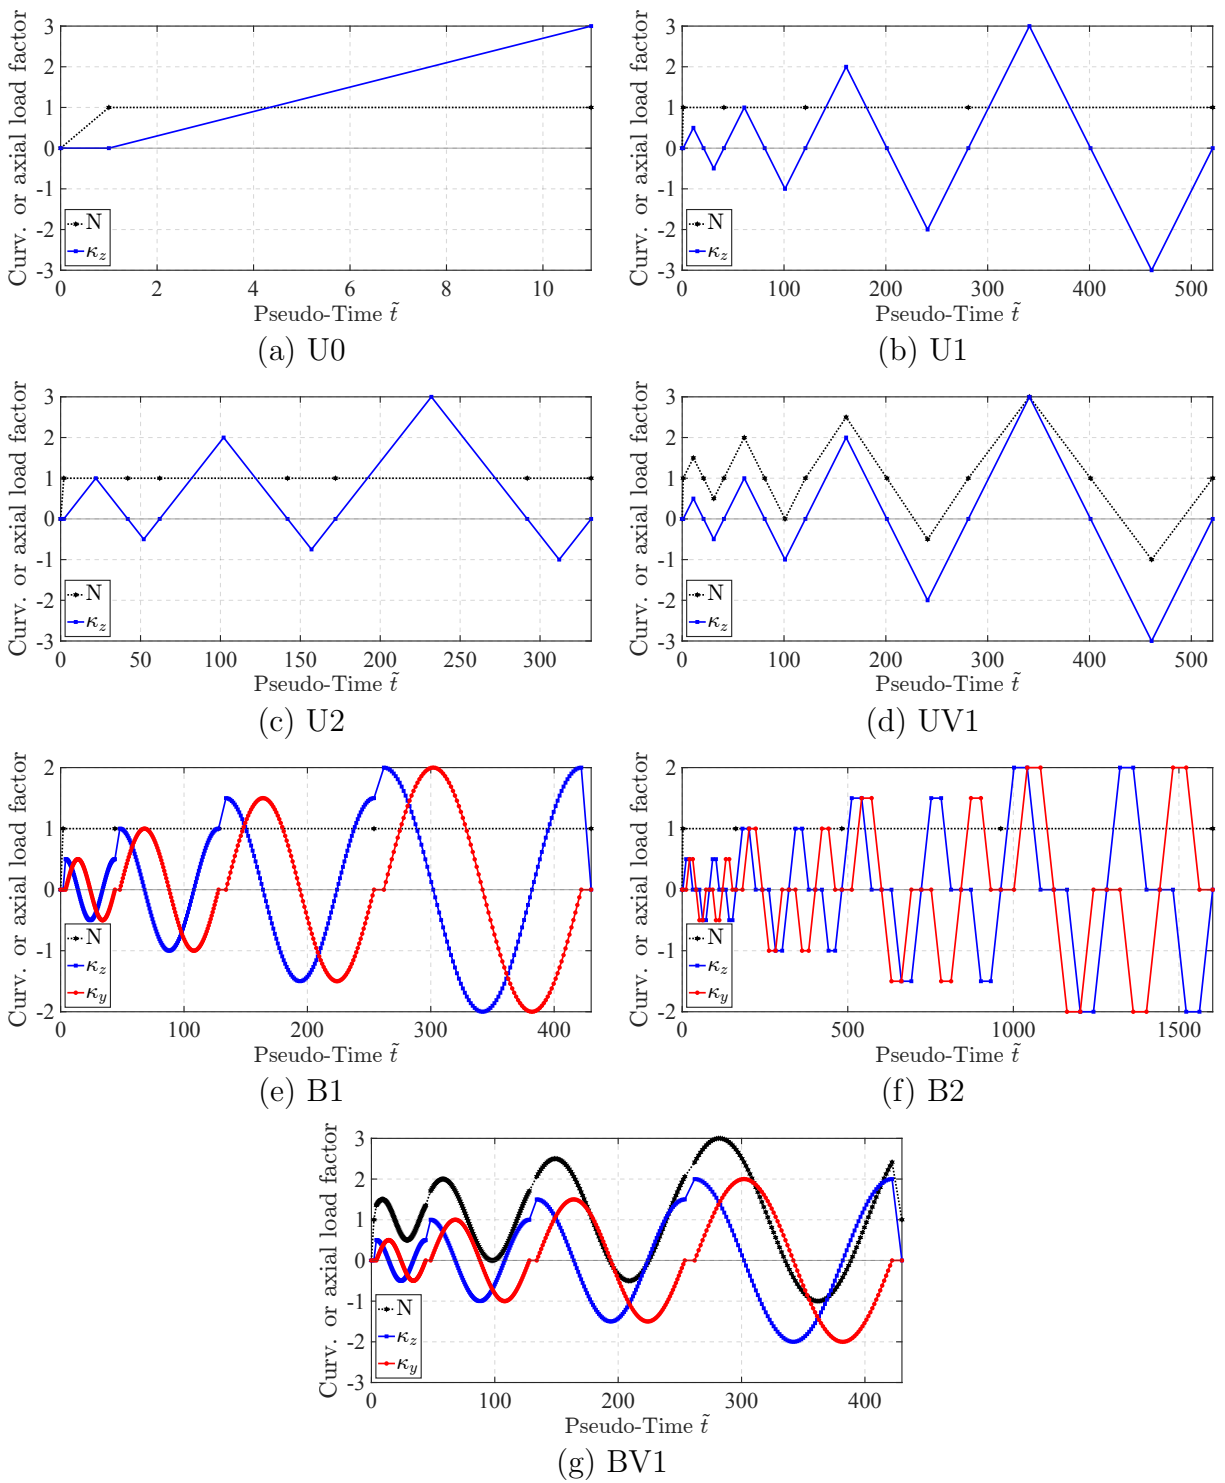 Curv. or axial load factor
3
2
1
0
-1
-2
-3
N
κz
0 2 4 6 8 10
Pseudo-Time t̃
(a) U0
Curv. or axial load factor
3
2
1
0
-1
-2
-3
N
κz
0 100 200 300 400 500
Pseudo-Time t̃
(b) U1
Curv. or axial load factor
3
2
1
0
-1
-2
-3
N
κz
0 50 100 150 200 250 300
Pseudo-Time t̃
(c) U2
Curv. or axial load factor
3
2
1
0
-1
-2
-3
N
κz
0 100 200 300 400 500
Pseudo-Time t̃
(d) UV1
Curv. or axial load factor
2
1
0
-1
-2
N
κz
κy
0 100 200 300 400
Pseudo-Time t̃
(e) B1
Curv. or axial load factor
2
1
0
-1
-2
N
κz
κy
0 500 1000 1500
Pseudo-Time t̃
(f) B2
Curv. or axial load factor
3
2
1
0
-1
-2
-3
N
κz
κy
0 100 200 300 400
Pseudo-Time t̃
(g) BV1